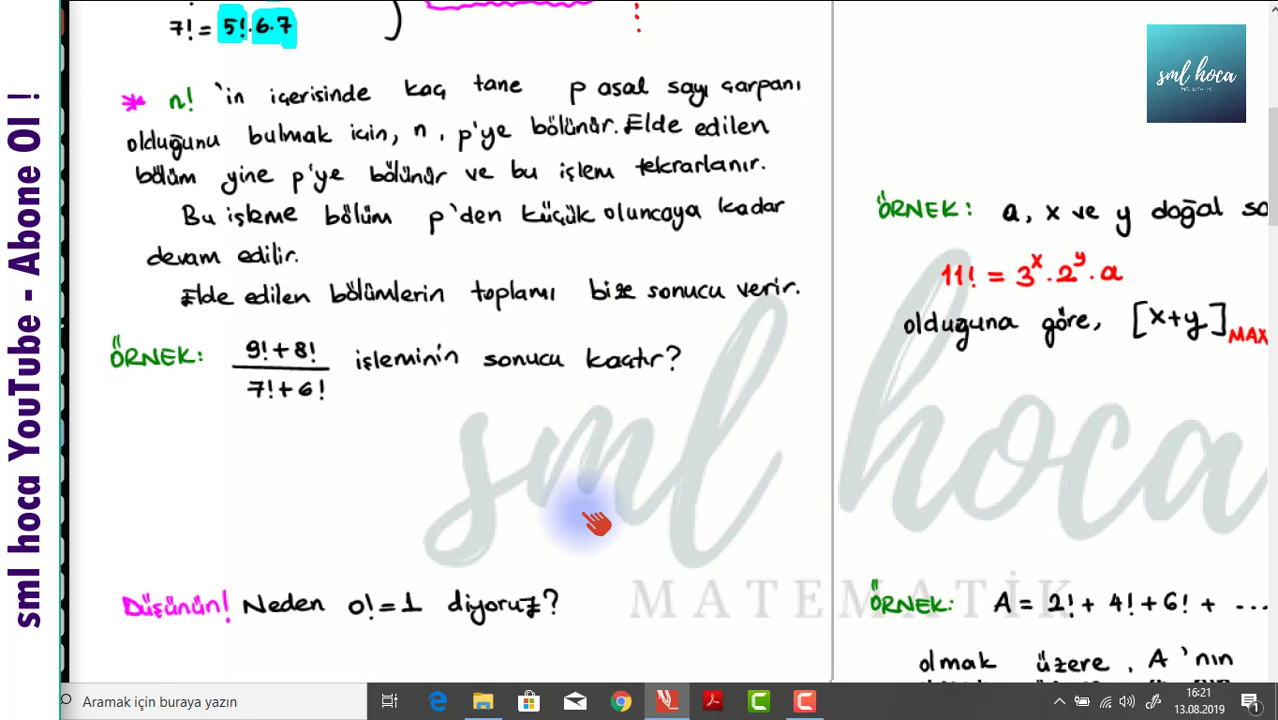 sml hoca YouTube - Abone Ol !
7! = 5!.6.7
* n! 'in içerisinde kaç tane p asal sayı çarpanı
olduğunu bulmak için, n, p'ye bölünür. Elde edilen
bölüm yine p'ye bölünür ve bu işlem tekrarlanır.
Bu işleme bölüm p'den küçük oluncaya kadar
devam edilir.
Elde edilen bölümlerin toplamı bize sonucu verir.
ÖRNEK: 9!+8! / 7!+6! işleminin sonucu kaçtır?
Düşünün! Neden 0!=1 diyoruz?
sml hoca
MATEMATİK
ÖRNEK: a, x ve y doğal
11! = 3^x . 2^y . a
olduğuna göre, [x+y]MAX
sml hoca
MATEMATİK
ÖRNEK: A = 2! + 4! + 6! + ...
olmak üzere, A'nın
Aramak için buraya yazın
16:21
13.08.2019
1